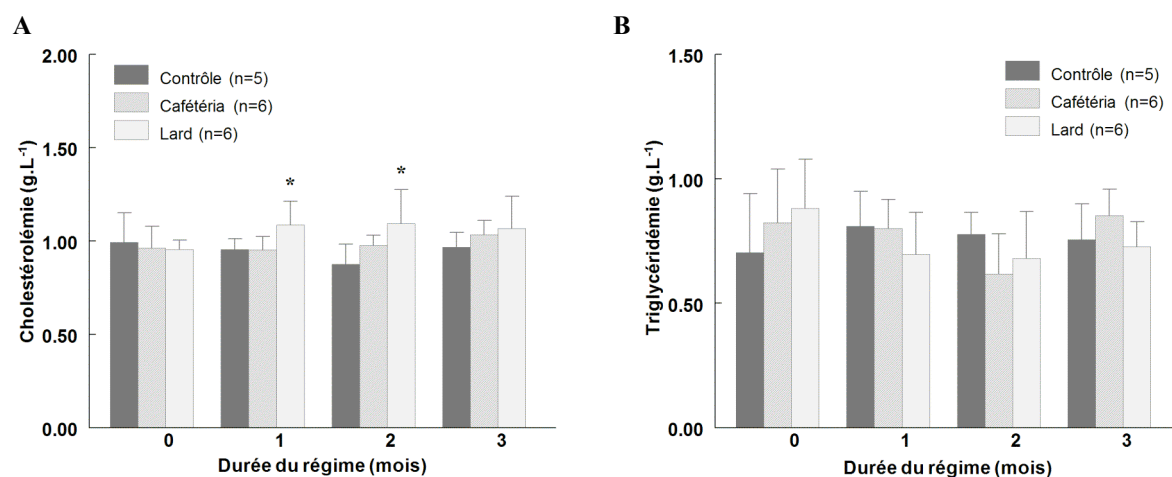 A
2.00
1.50
1.00
0.50
0.00
Cholestérolémie (g.L⁻¹)
Contrôle (n=5)
Cafétéria (n=6)
Lard (n=6)
*
*
0 1 2 3
Durée du régime (mois)
B
1.50
1.00
0.50
0.00
Triglycéridémie (g.L⁻¹)
Contrôle (n=5)
Cafétéria (n=6)
Lard (n=6)
0 1 2 3
Durée du régime (mois)